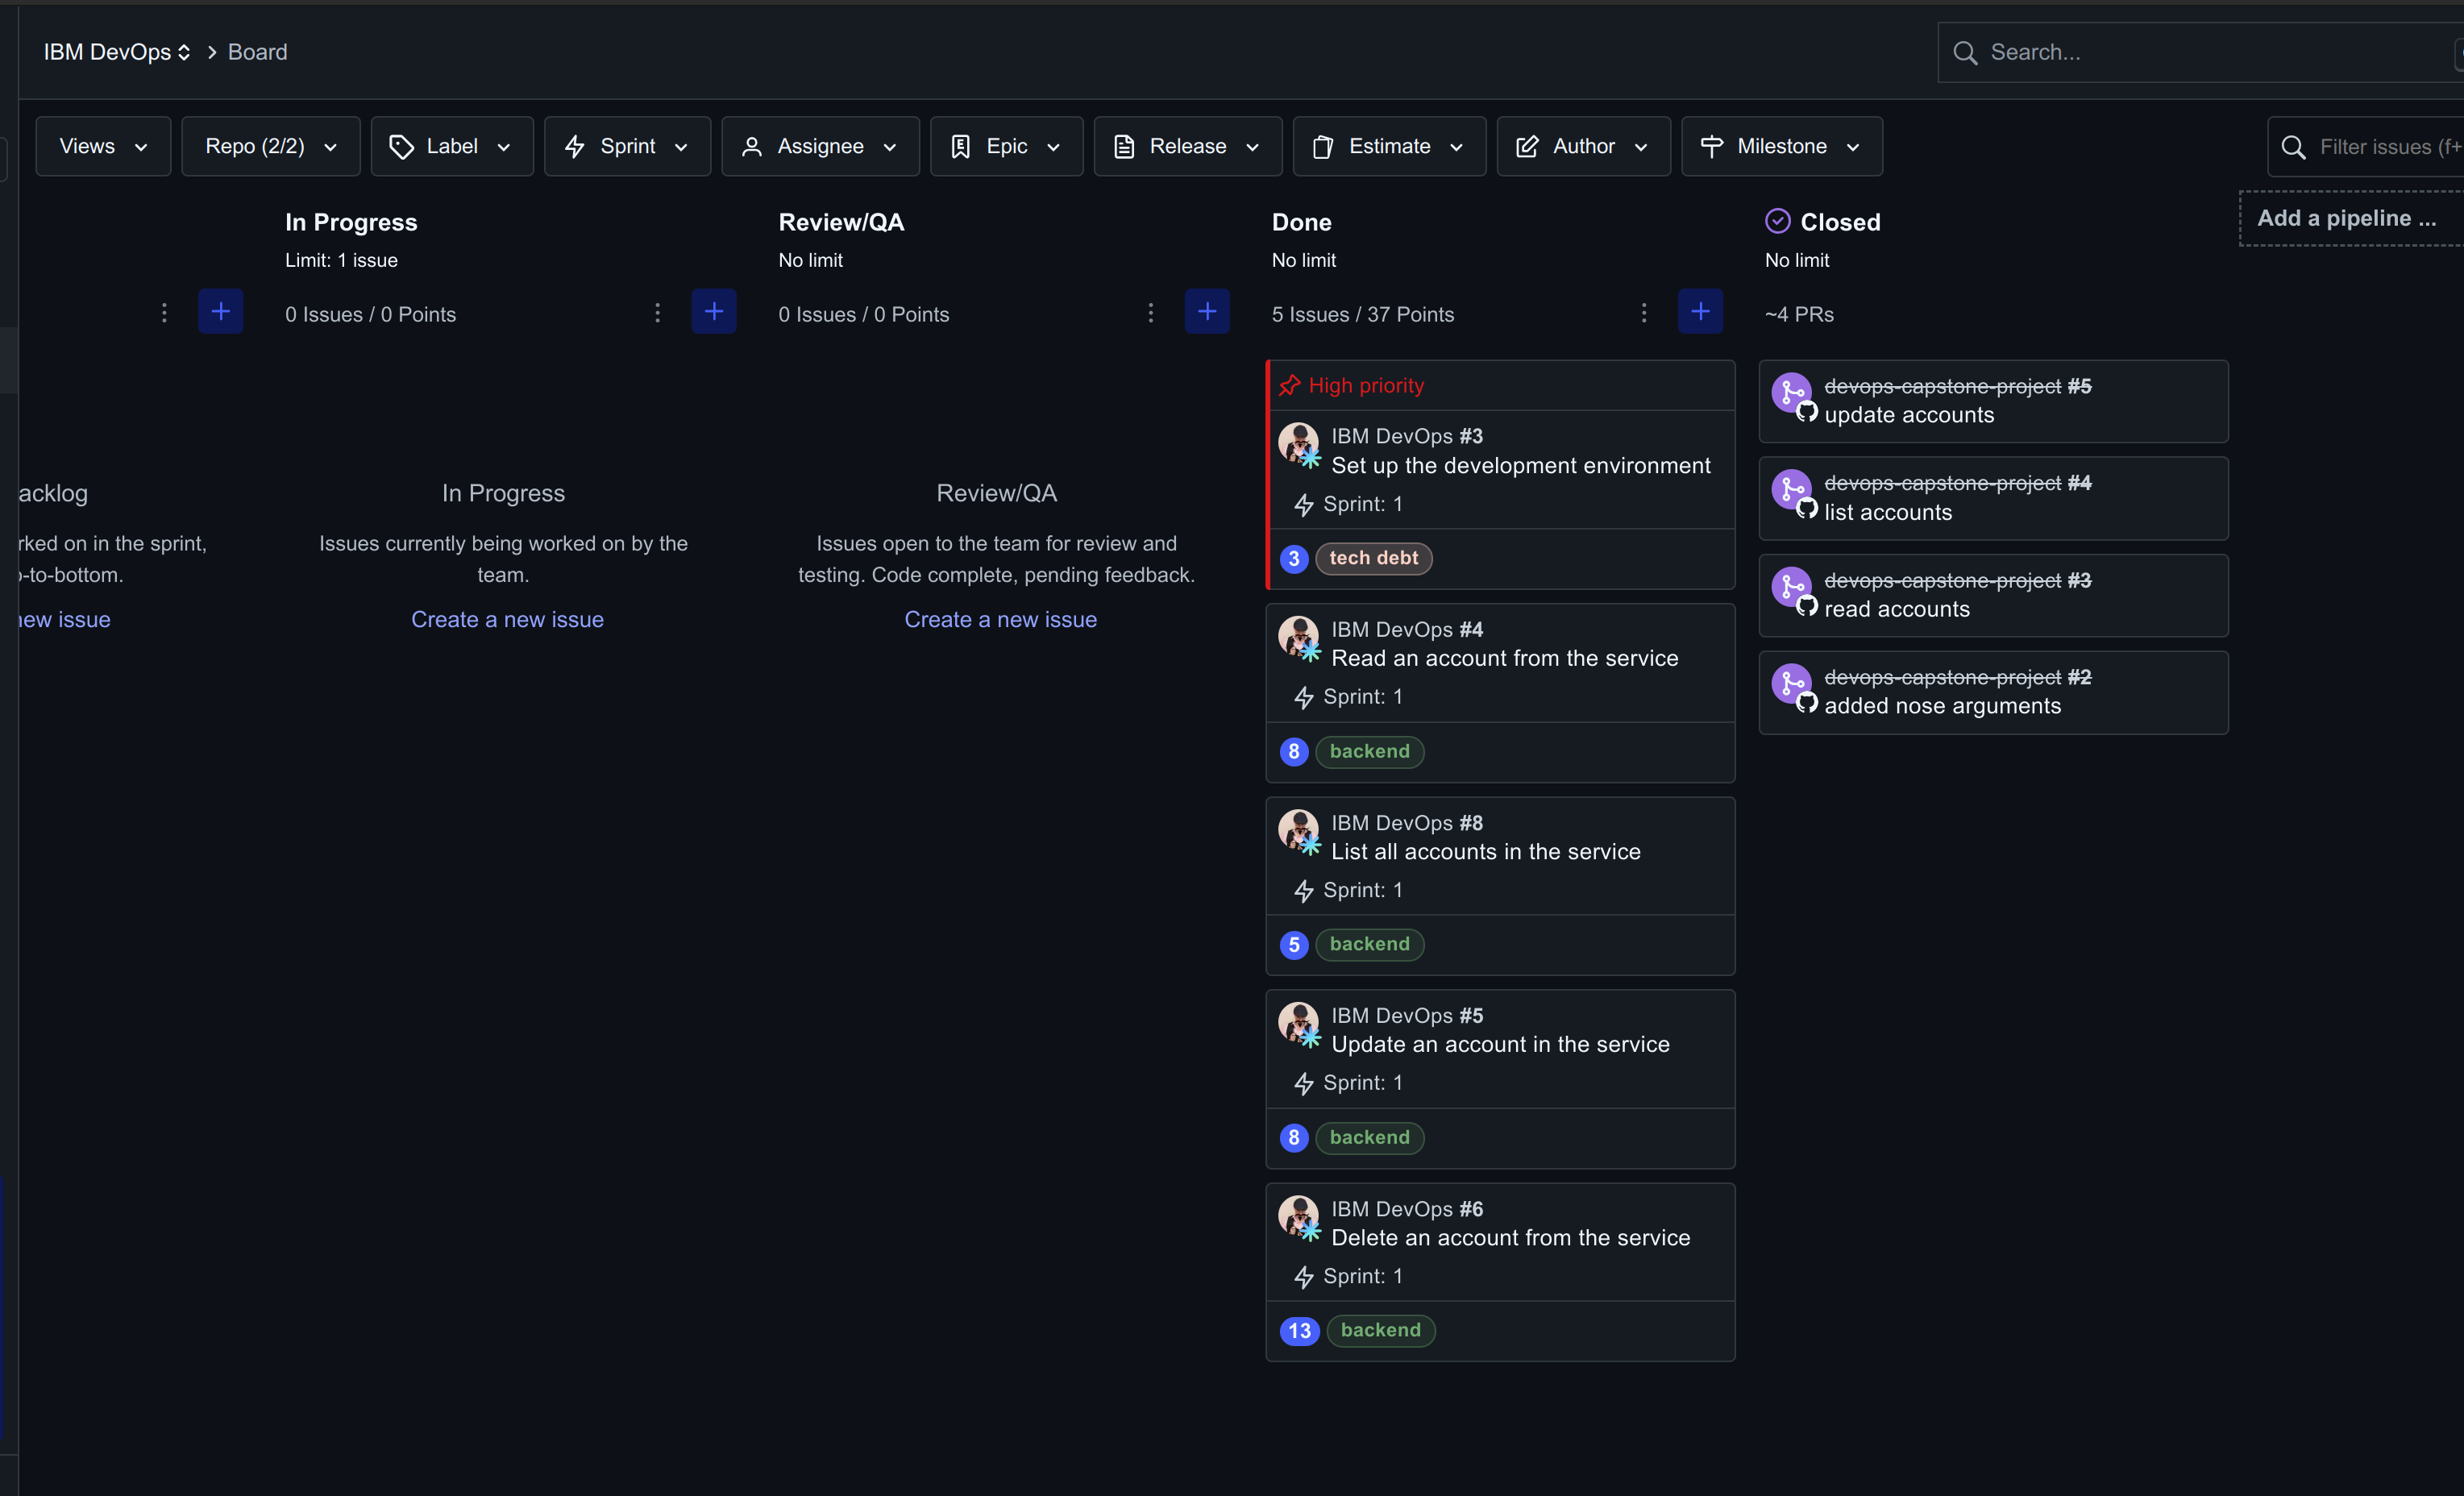 IBM DevOps > Board
Search...
Views
Repo (2/2)
Label
Sprint
Assignee
Epic
Release
Estimate
Author
Milestone
Filter issues (f+
acklog
rked on in the sprint,
-to-bottom.
ew issue
In Progress
Limit: 1 issue
0 Issues / 0 Points
In Progress
Issues currently being worked on by the
team.
Create a new issue
Review/QA
No limit
0 Issues / 0 Points
Review/QA
Issues open to the team for review and
testing. Code complete, pending feedback.
Create a new issue
Done
No limit
5 Issues / 37 Points
High priority
IBM DevOps #3
Set up the development environment
Sprint: 1
3 tech debt
IBM DevOps #4
Read an account from the service
Sprint: 1
8 backend
IBM DevOps #8
List all accounts in the service
Sprint: 1
5 backend
IBM DevOps #5
Update an account in the service
Sprint: 1
8 backend
IBM DevOps #6
Delete an account from the service
Sprint: 1
13 backend
Closed
No limit
~4 PRs
devops-capstone-project #5
update accounts
devops-capstone-project #4
list accounts
devops-capstone-project #3
read accounts
devops-capstone-project #2
added nose arguments
Add a pipeline ...